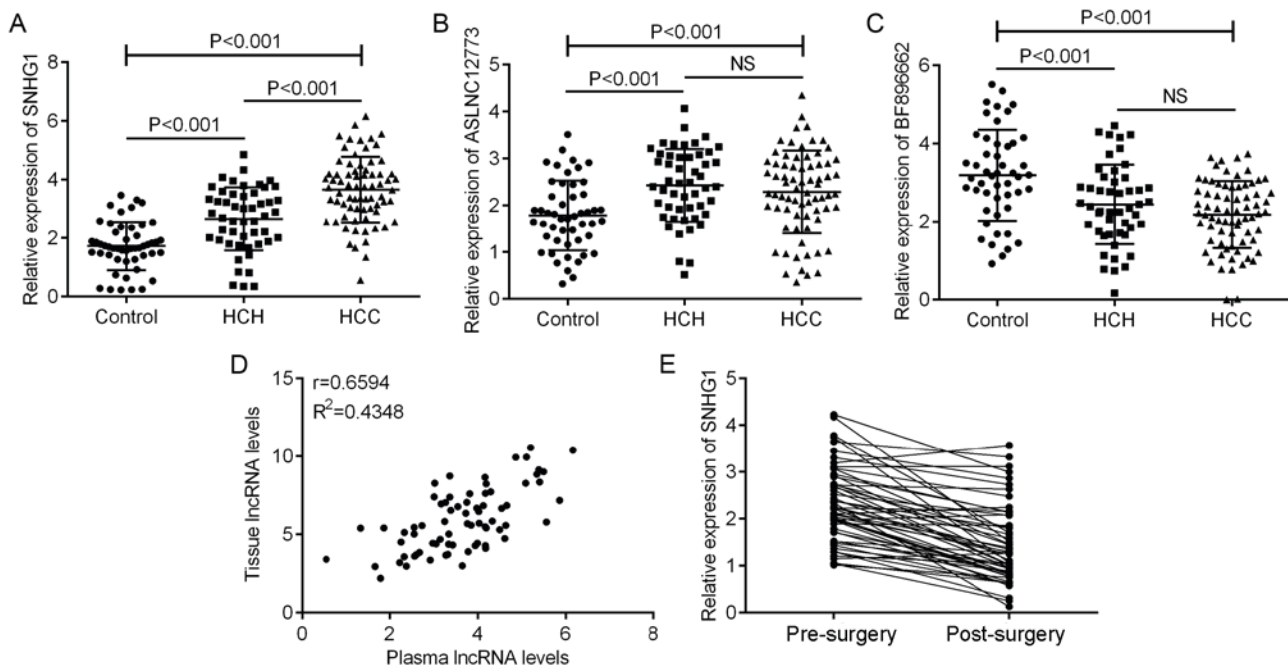 A
P<0.001
P<0.001
P<0.001
Relative expression of SNHG1
8
6
4
2
0
Control HCH HCC
B
P<0.001
P<0.001
NS
Relative expression of ASLNC12773
5
4
3
2
1
0
Control HCH HCC
C
P<0.001
P<0.001
NS
Relative expression of BF896662
6
4
2
0
Control HCH HCC
D
r=0.6594
R²=0.4348
Tissue lncRNA levels
15
10
5
0
0 2 4 6 8
Plasma lncRNA levels
E
Relative expression of SNHG1
5
4
3
2
1
0
Pre-surgery Post-surgery